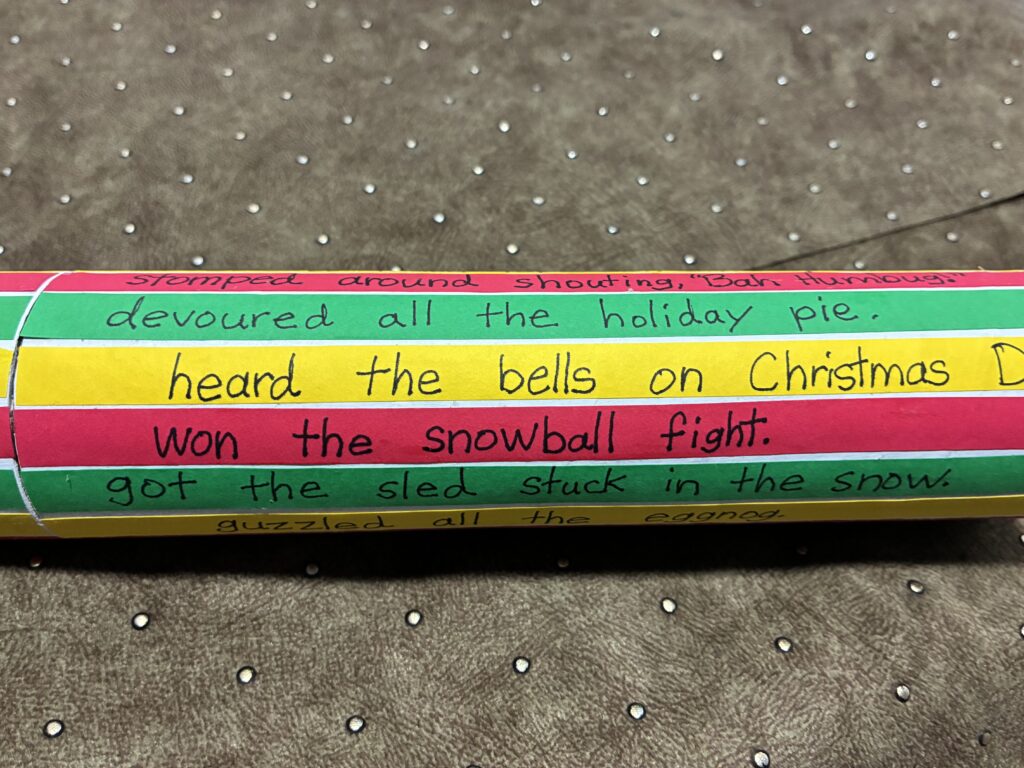 stomped around shouting, "Bah Humbug."
devoured all the holiday pie.
heard the bells on Christmas D
won the snowball fight.
got the sled stuck in the snow.
guzzled all the eggnog.